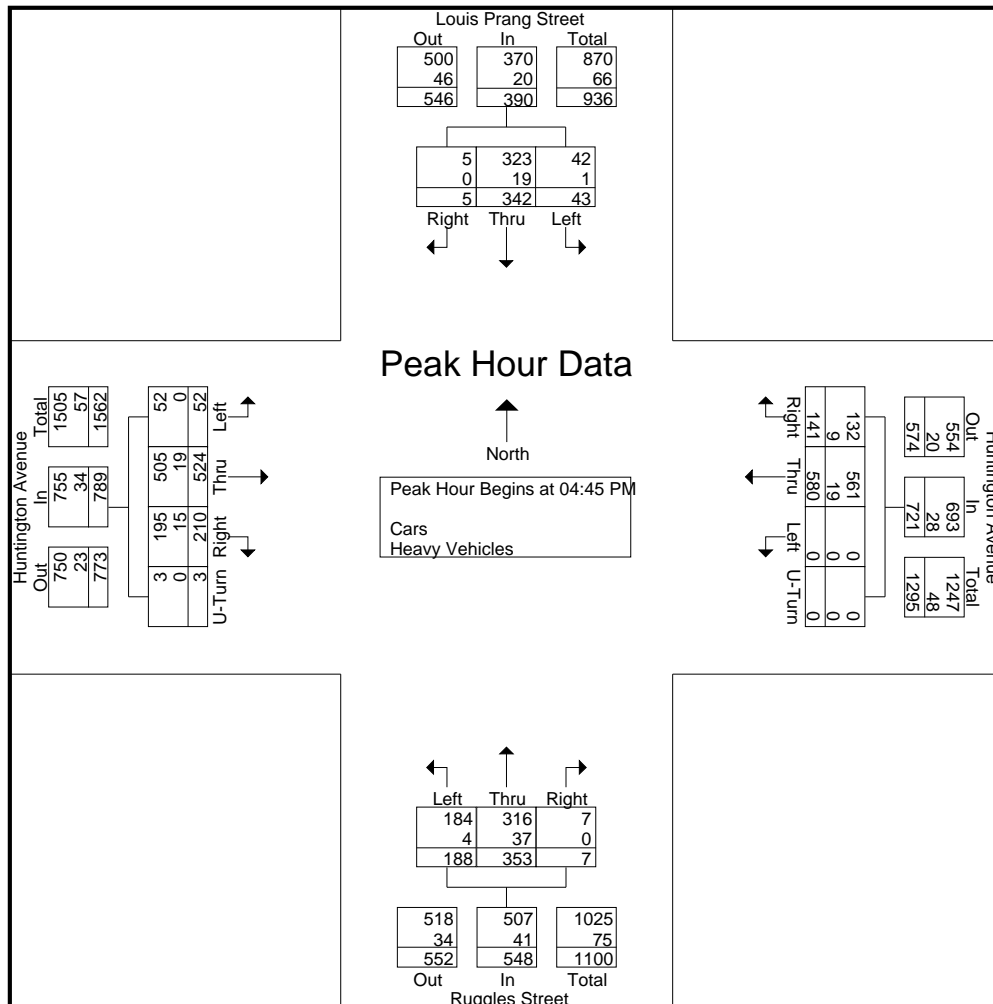 Louis Prang Street
Out In Total
500 370 870
46 20 66
546 390 936
5 323 42
0 19 1
5 342 43
Right Thru Left
Peak Hour Data
North
Peak Hour Begins at 04:45 PM
Cars
Heavy Vehicles
Huntington Avenue
Total In Out
1505 755 750
57 34 23
1562 789 773
52 505 195 3
0 19 15 0
52 524 210 3
Left Thru Right U-Turn
Huntington Avenue
Out In Total
554 693 1247
20 28 48
574 721 1295
132 561 0 0
9 19 0 0
141 580 0 0
Right Thru Left U-Turn
Left Thru Right
184 316 7
4 37 0
188 353 7
518 507 1025
34 41 75
552 548 1100
Out In Total
Ruggles Street